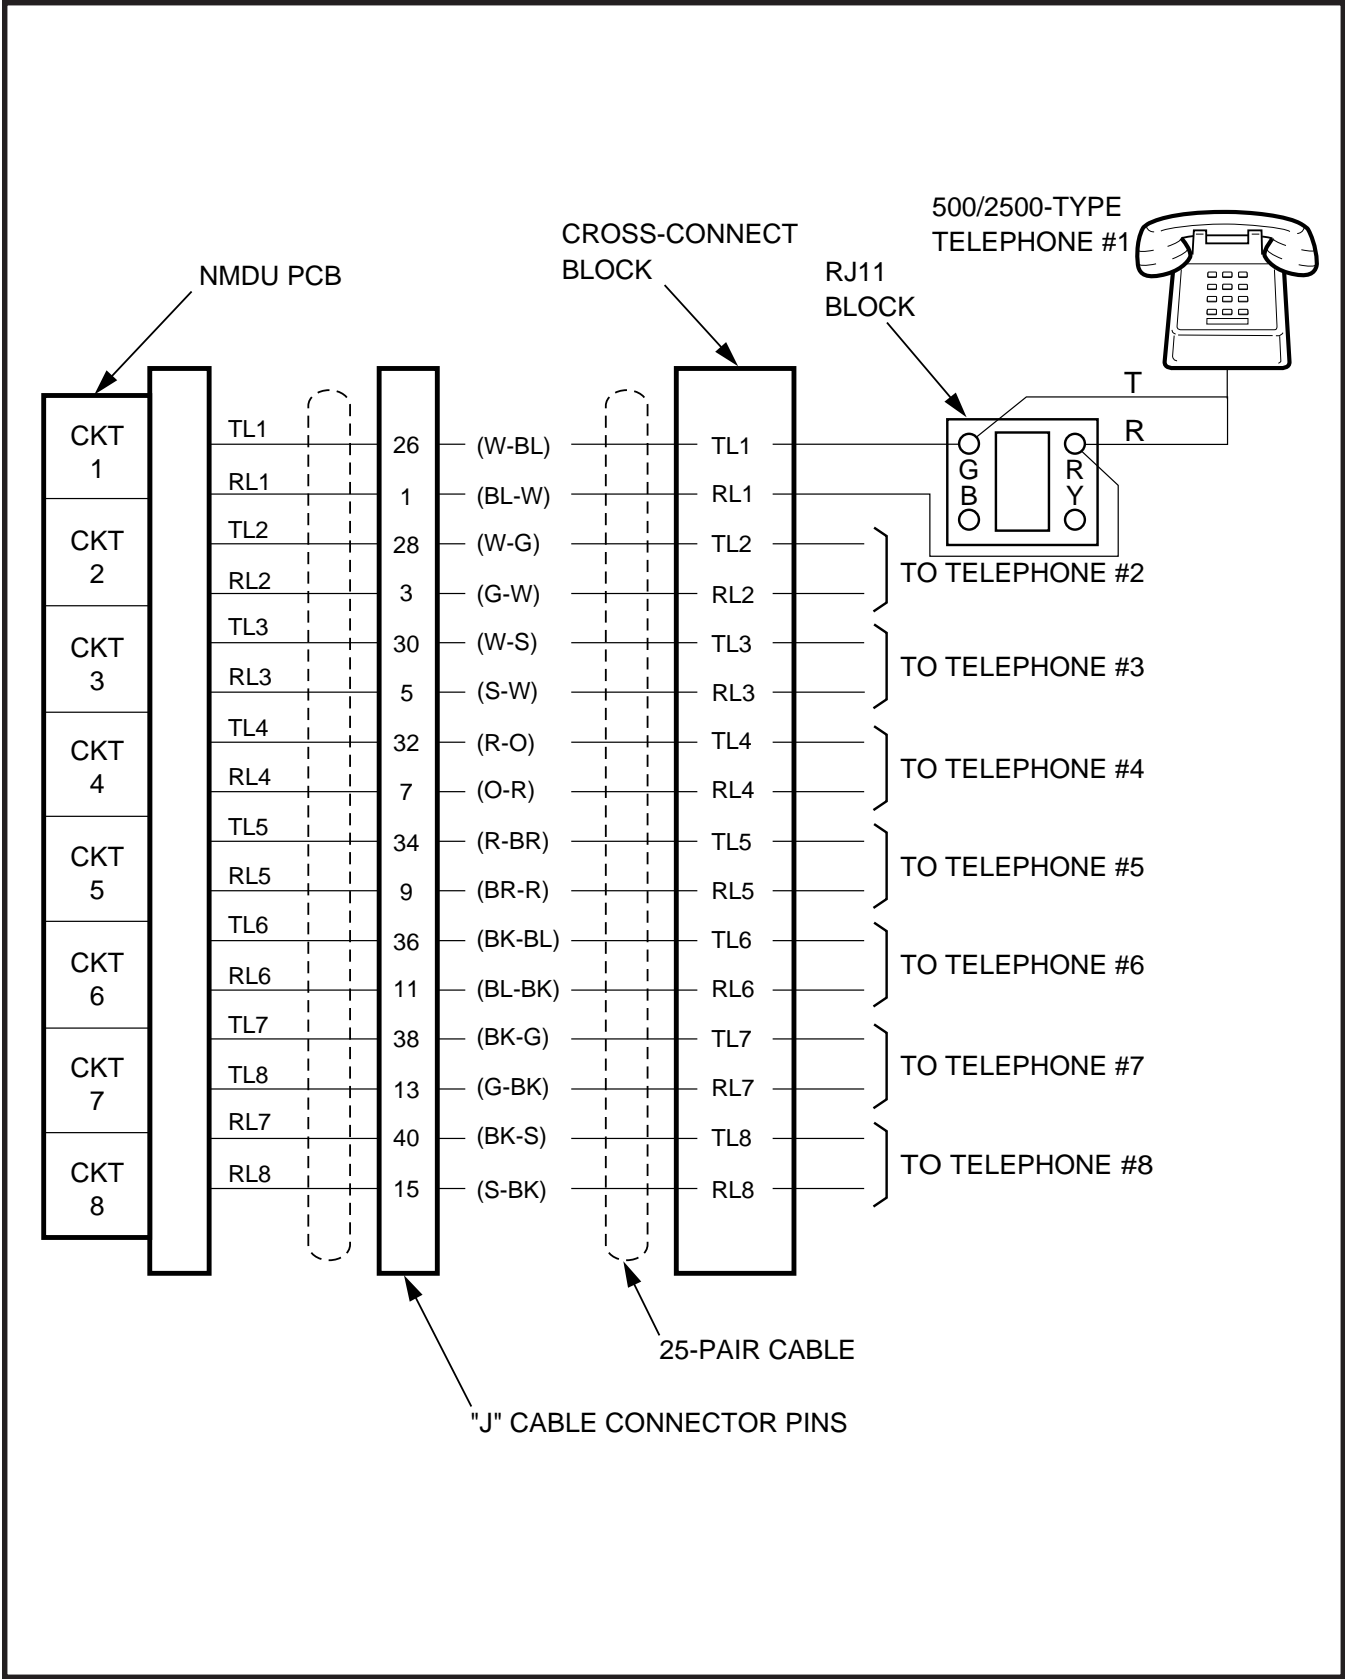 500/2500-TYPE
TELEPHONE #1
CROSS-CONNECT
BLOCK
RJ11
BLOCK
NMDU PCB
T
R
G
B
R
Y
CKT
1
TL1 26 (W-BL) TL1
RL1 1 (BL-W) RL1
CKT
2
TL2 28 (W-G) TL2
RL2 3 (G-W) RL2
TO TELEPHONE #2
CKT
3
TL3 30 (W-S) TL3
RL3 5 (S-W) RL3
TO TELEPHONE #3
CKT
4
TL4 32 (R-O) TL4
RL4 7 (O-R) RL4
TO TELEPHONE #4
CKT
5
TL5 34 (R-BR) TL5
RL5 9 (BR-R) RL5
TO TELEPHONE #5
CKT
6
TL6 36 (BK-BL) TL6
RL6 11 (BL-BK) RL6
TO TELEPHONE #6
CKT
7
TL7 38 (BK-G) TL7
TL8 13 (G-BK) RL7
TO TELEPHONE #7
CKT
8
RL7 40 (BK-S) TL8
RL8 15 (S-BK) RL8
TO TELEPHONE #8
25-PAIR CABLE
"J" CABLE CONNECTOR PINS